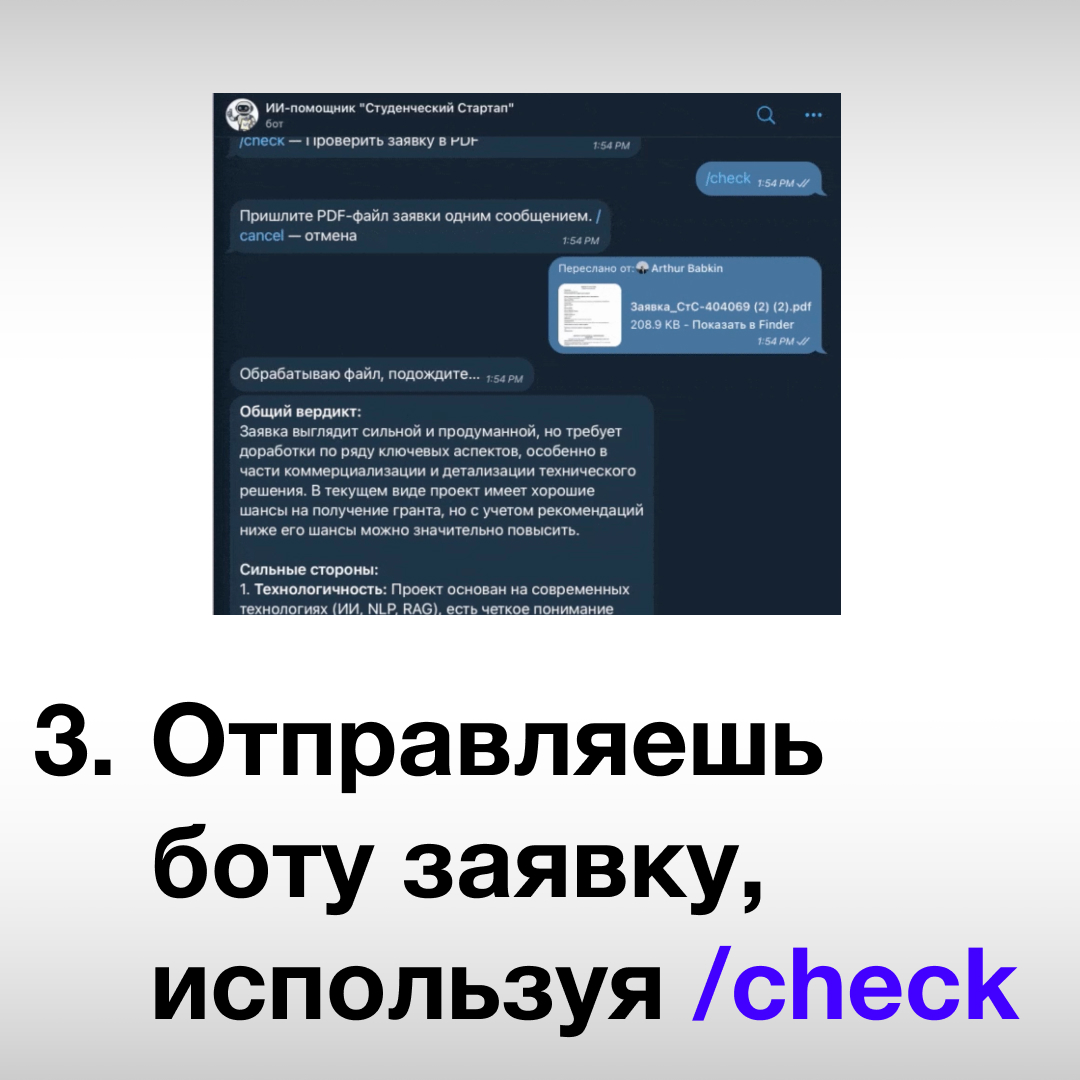 ИИ-помощник "Студенческий Стартап"
бот
/check — Проверить заявку в PDF
1:54 PM
/check 1:54 PM
Пришлите PDF-файл заявки одним сообщением. /
cancel — отмена
1:54 PM
Переслано от: Arthur Babkin
Заявка_СтС-404069 (2) (2).pdf
208.9 KB - Показать в Finder
1:54 PM
Обрабатываю файл, подождите... 1:54 PM
Общий вердикт:
Заявка выглядит сильной и продуманной, но требует
доработки по ряду ключевых аспектов, особенно в
части коммерциализации и детализации технического
решения. В текущем виде проект имеет хорошие
шансы на получение гранта, но с учетом рекомендаций
ниже его шансы можно значительно повысить.
Сильные стороны:
1. Технологичность: Проект основан на современных
технологиях (ИИ, NLP, RAG), есть четкое понимание
3. Отправляешь
боту заявку,
используя /check